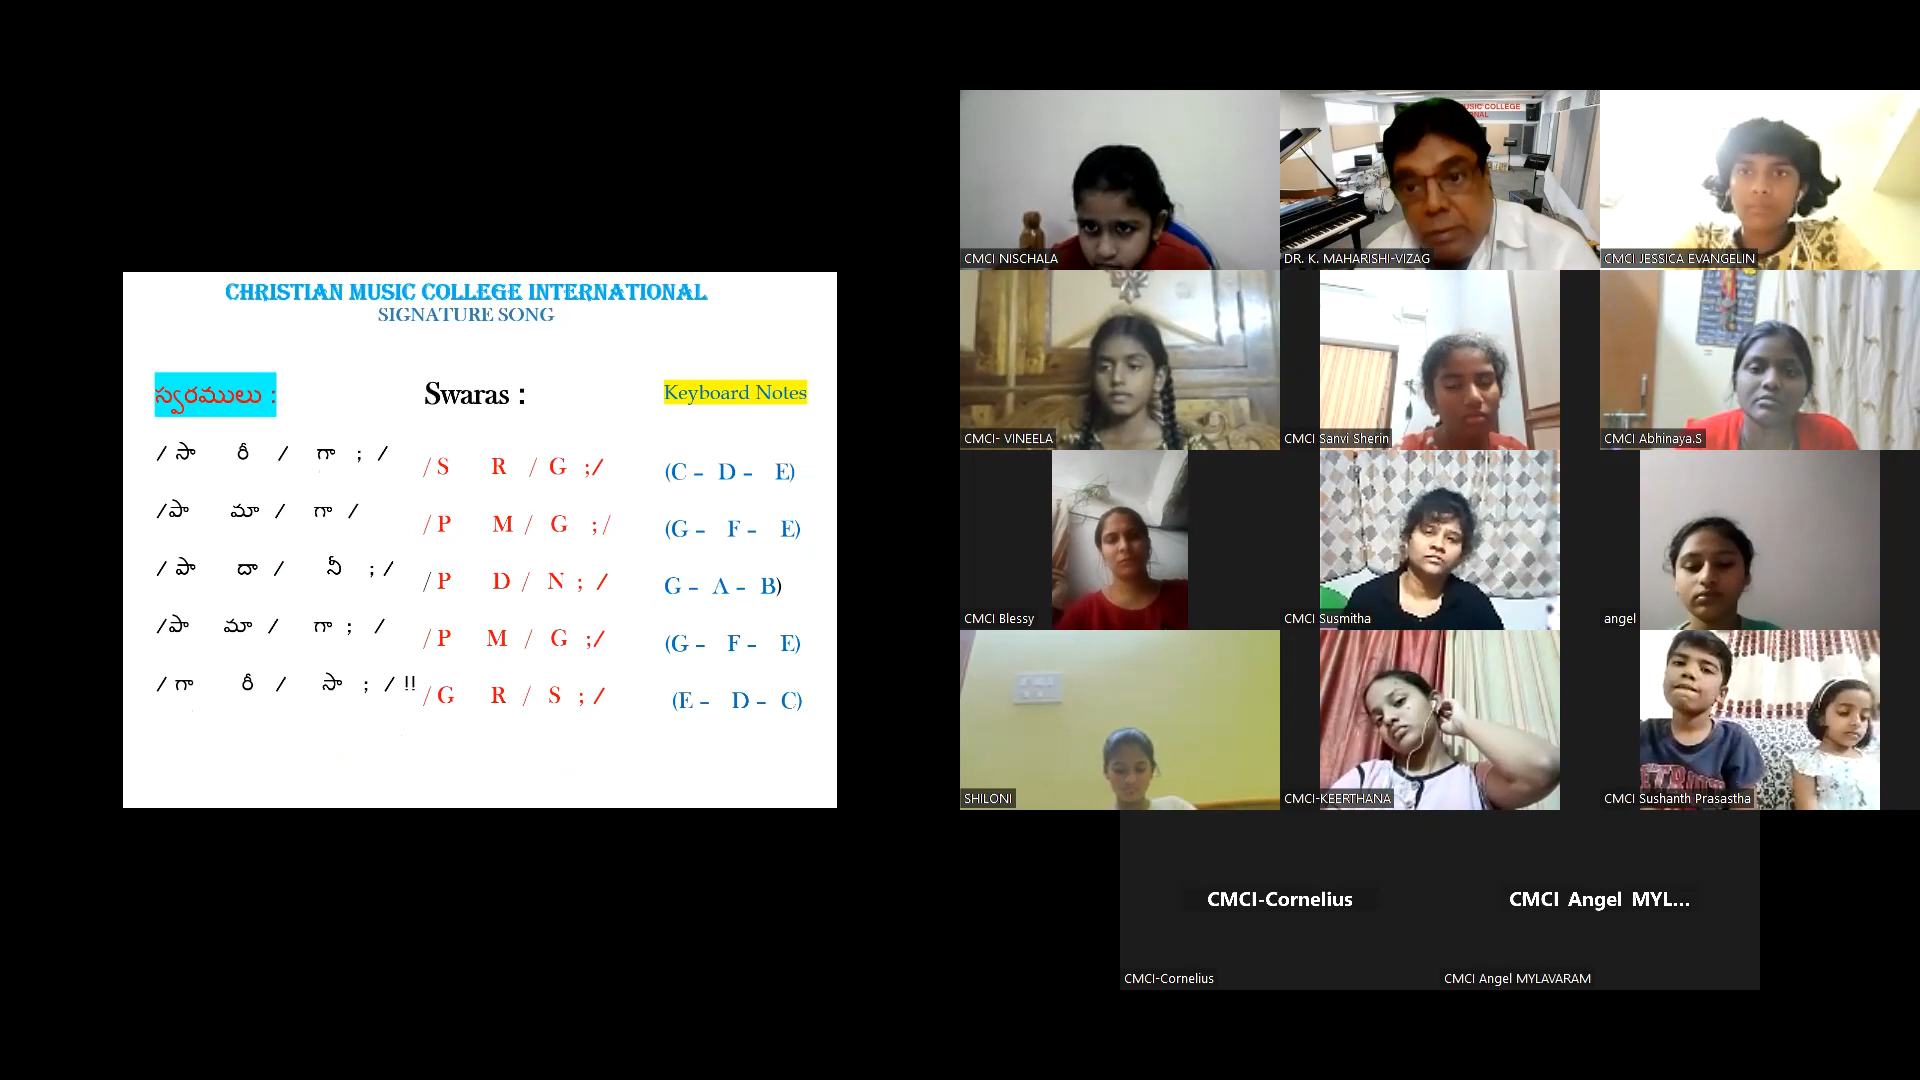 CHRISTIAN MUSIC COLLEGE INTERNATIONAL
SIGNATURE SONG
స్వరములు :
/ సా రీ / గా ; /
/పా మా / గా /
/ పా దా / నీ ; /
/పా మా / గా ; /
/ గా రీ / సా ; / !!
Swaras :
/ S R / G ;/
/ P M / G ; /
/ P D / N ; /
/ P M / G ;/
/ G R / S ; /
Keyboard Notes
(C – D – E)
(G – F – E)
G – A – B)
(G – F – E)
(E – D – C)
USIC COLLEGE
CMCI NISCHALA
DR. K. MAHARISHI-VIZAG
CMCI JESSICA EVANGELIN
CMCI- VINEELA
CMCI Sanvi Sherin
CMCI Abhinaya.S
CMCI Blessy
CMCI Susmitha
angel
SHILONI
CMCI-KEERTHANA
CMCI Sushanth Prasastha
CMCI-Cornelius
CMCI Angel MYL...
CMCI-Cornelius
CMCI Angel MYLAVARAM